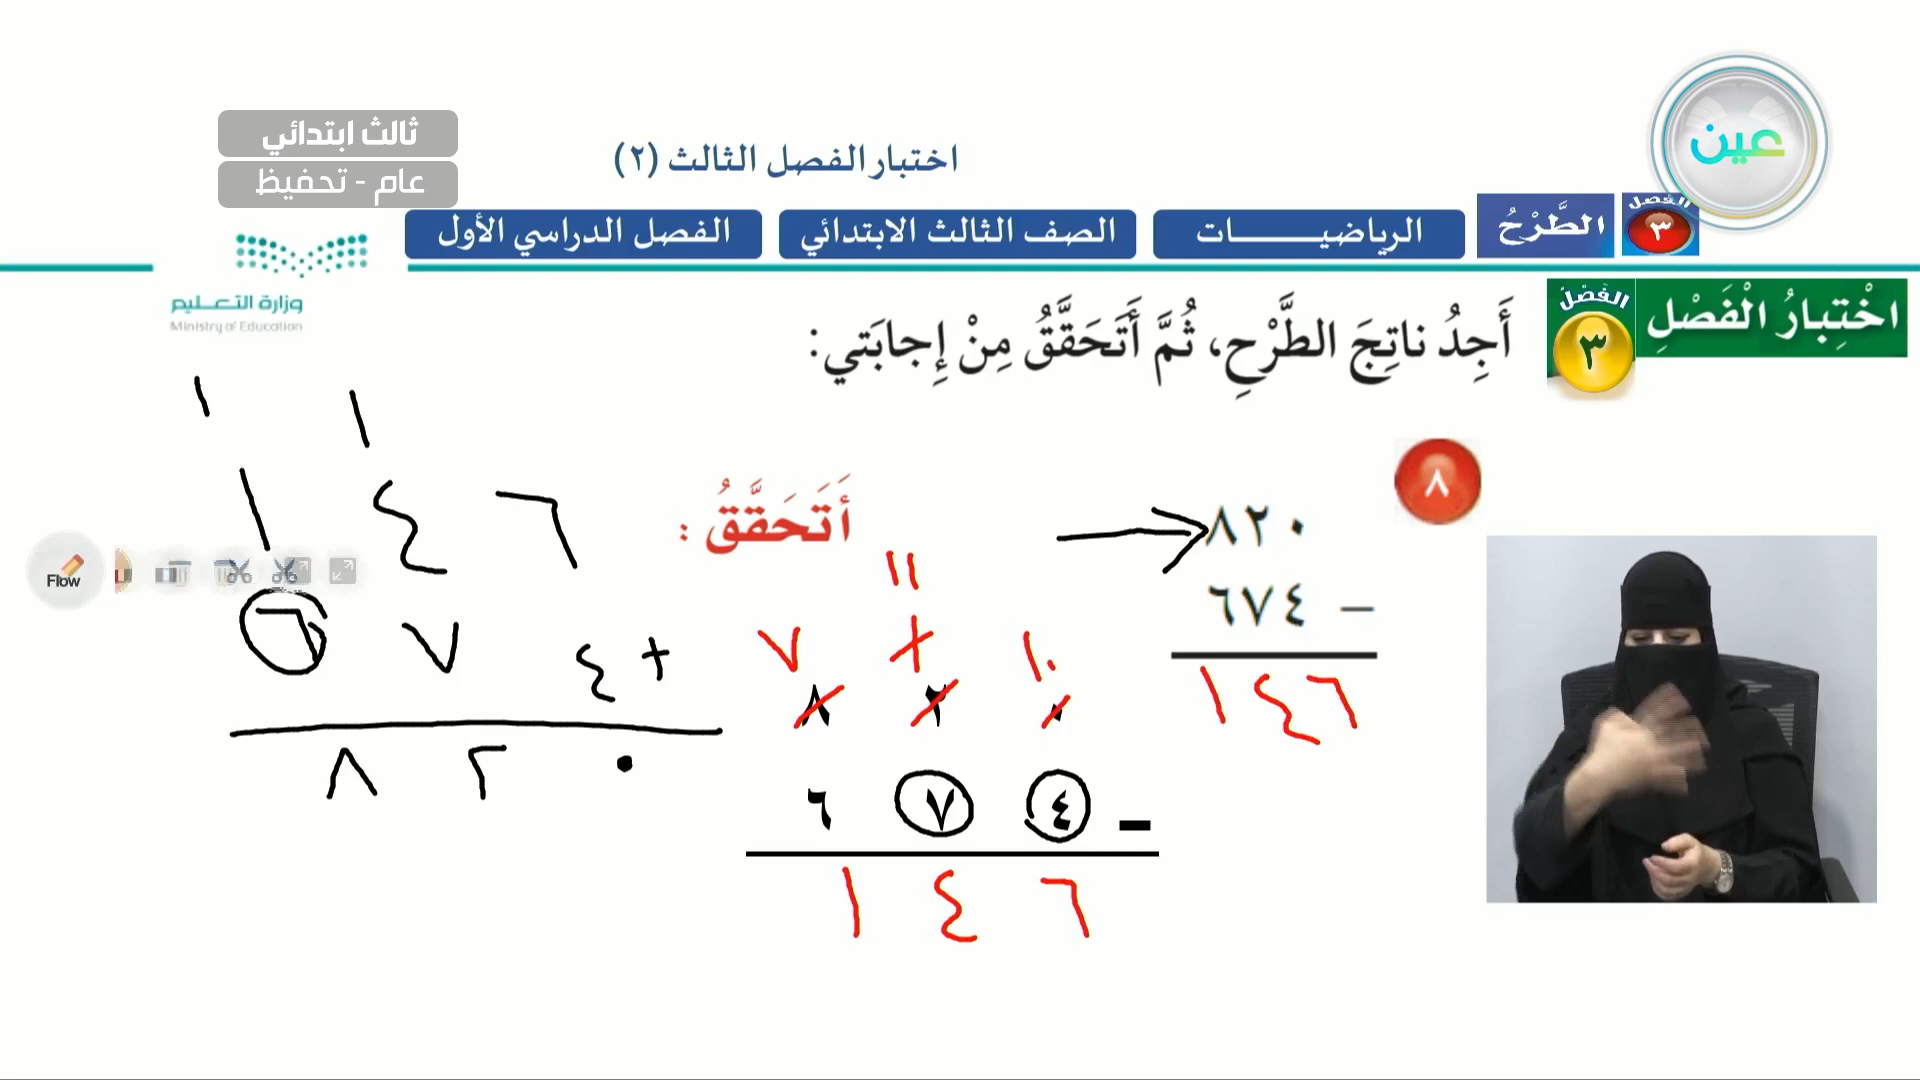 عين
ثالث ابتدائي
عام - تحفيظ
اختبار الفصل الثالث (٢)
الفصل ٣
الطَّرْحُ
الرياضيــــــــات
الصف الثالث الابتدائي
الفصل الدراسي الأول
وزارة التعـــليم
Ministry of Education
اخْتِبارُ الْفَصْلِ
الفَصْلُ ٣
أَجِدُ ناتِجَ الطَّرْحِ، ثُمَّ أَتَحَقَّقُ مِنْ إِجابَتي:
٨
٨٢٠
٦٧٤ –
١٤٦
أَتَحَقَّقُ :
١١
٧ ١ ١٠
٨ ٢ ٠
٦ ٧ ٤ -
١ ٤ ٦
١ ١
١ ٤ ٦
٦ ٧ ٤ +
٨ ٢ ٠
Flow